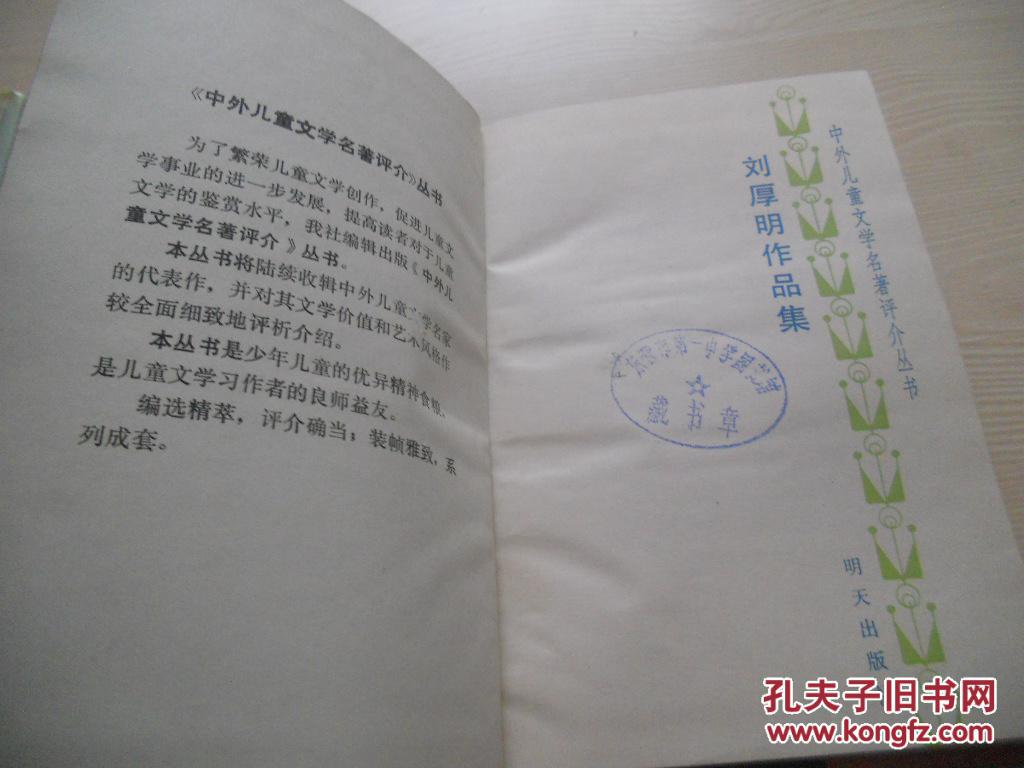 《中外儿童文学名著评介》丛书
为了繁荣儿童文学创作，促进儿童文
学事业的进一步发展，提高读者对于儿童
文学的鉴赏水平，我社编辑出版《中外儿
童文学名著评介》丛书。
本丛书将陆续收辑中外儿童文学名家
的代表作，并对其文学价值和艺术风格作
较全面细致地评析介绍。
本丛书是少年儿童的优异精神食粮、
是儿童文学习作者的良师益友。
编选精萃，评介确当；装帧雅致，系
列成套。
中外儿童文学名著评介丛书
刘厚明作品集
第一中学图书馆
藏书章
明天出版
孔夫子旧书网
www.kongfz.com